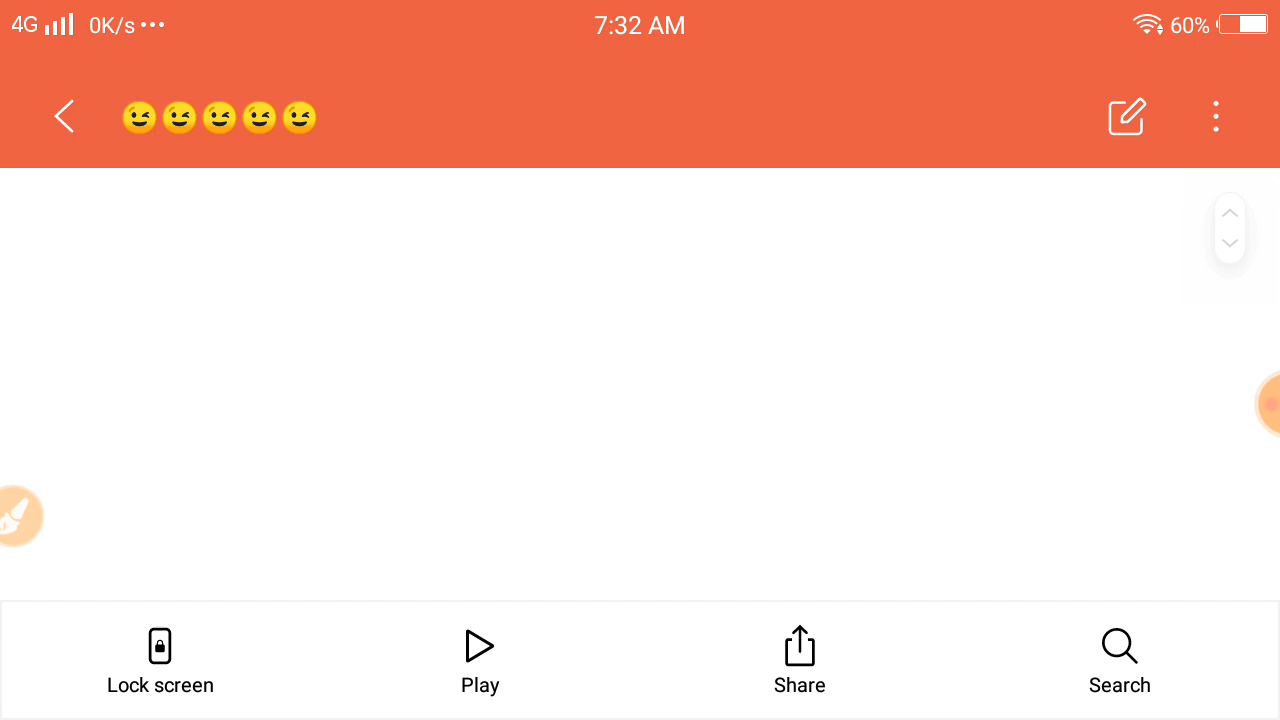 4G 0K/s ••• 7:32 AM 60%
😉😉😉😉😉
Lock screen Play Share Search